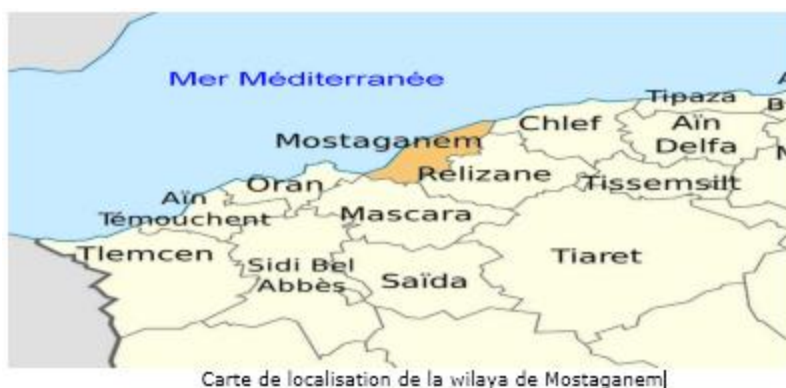 Mer Méditerranée
Tipaza
Mostaganem
Chlef
Aïn
Delfa
Oran
Relizane
Tissemsilt
Aïn
Témouchent
Mascara
Tlemcen
Sidi Bel
Abbès
Saïda
Tiaret
Carte de localisation de la wilaya de Mostaganem